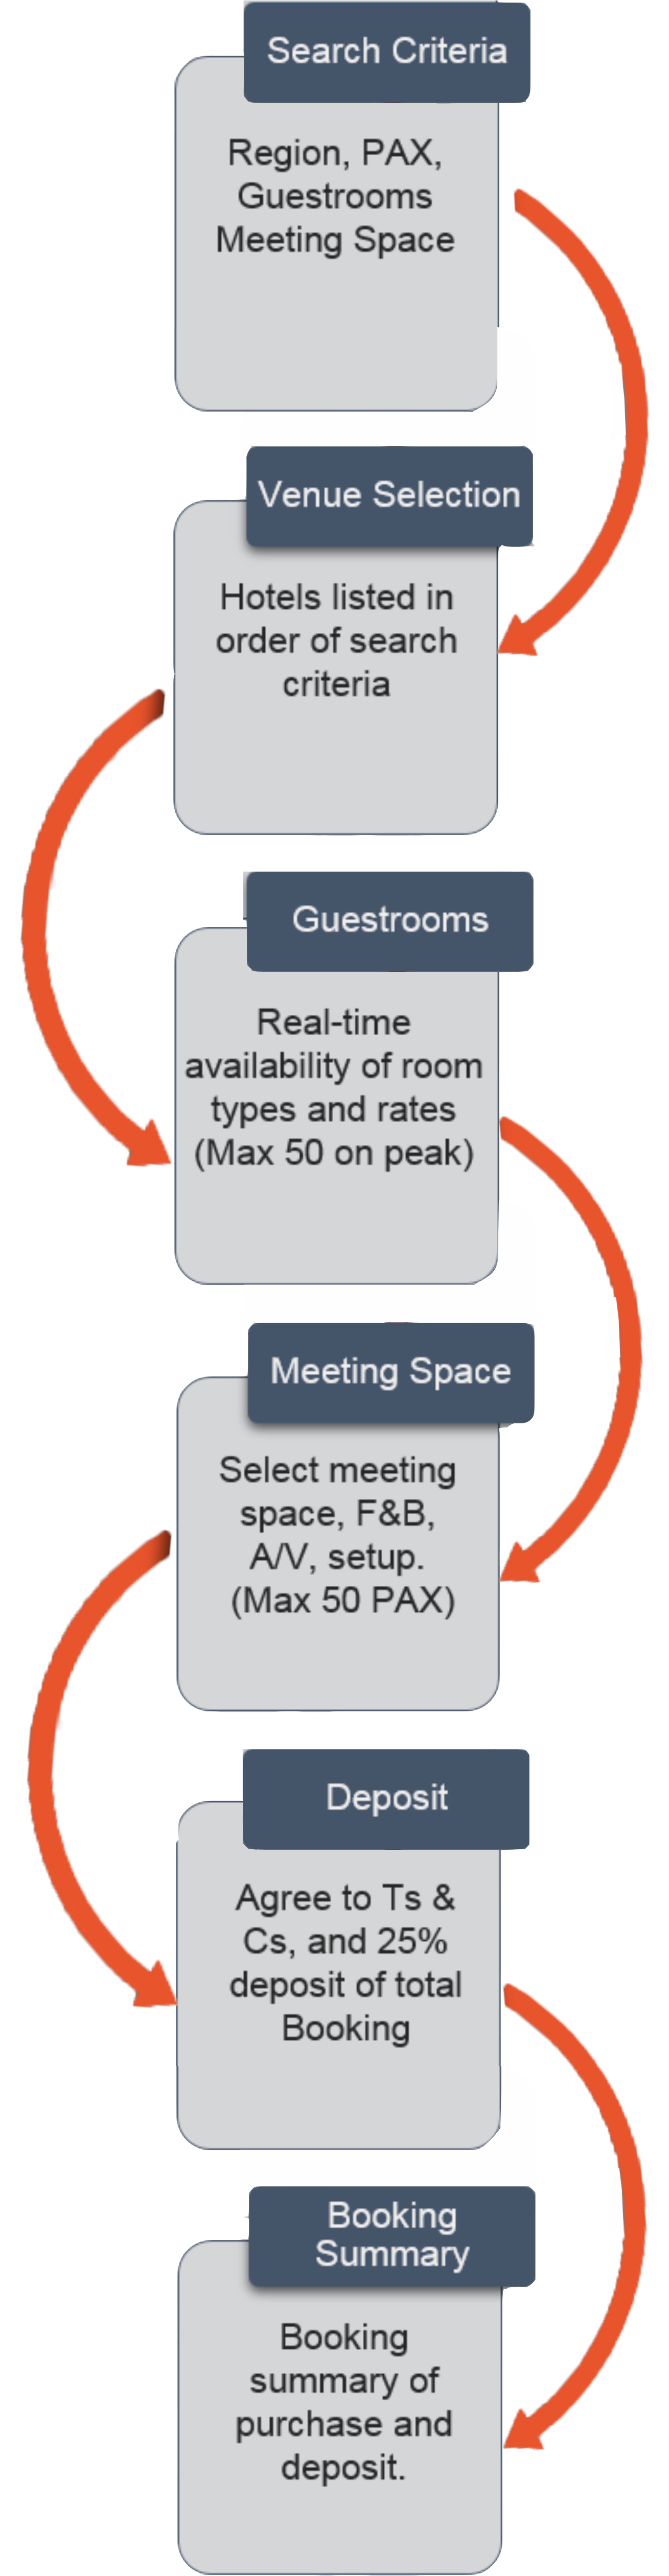 Search Criteria
Region, PAX,
Guestrooms
Meeting Space
Venue Selection
Hotels listed in
order of search
criteria
Guestrooms
Real-time
availability of room
types and rates
(Max 50 on peak)
Meeting Space
Select meeting
space, F&B,
A/V, setup.
(Max 50 PAX)
Deposit
Agree to Ts &
Cs, and 25%
deposit of total
Booking
Booking
Summary
Booking
summary of
purchase and
deposit.